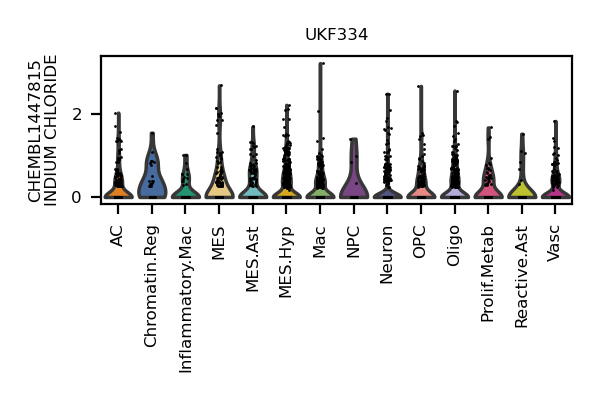 UKF334
CHEMBL1447815
INDIUM CHLORIDE
2
0
AC
Chromatin.Reg
Inflammatory.Mac
MES
MES.Ast
MES.Hyp
Mac
NPC
Neuron
OPC
Oligo
Prolif.Metab
Reactive.Ast
Vasc